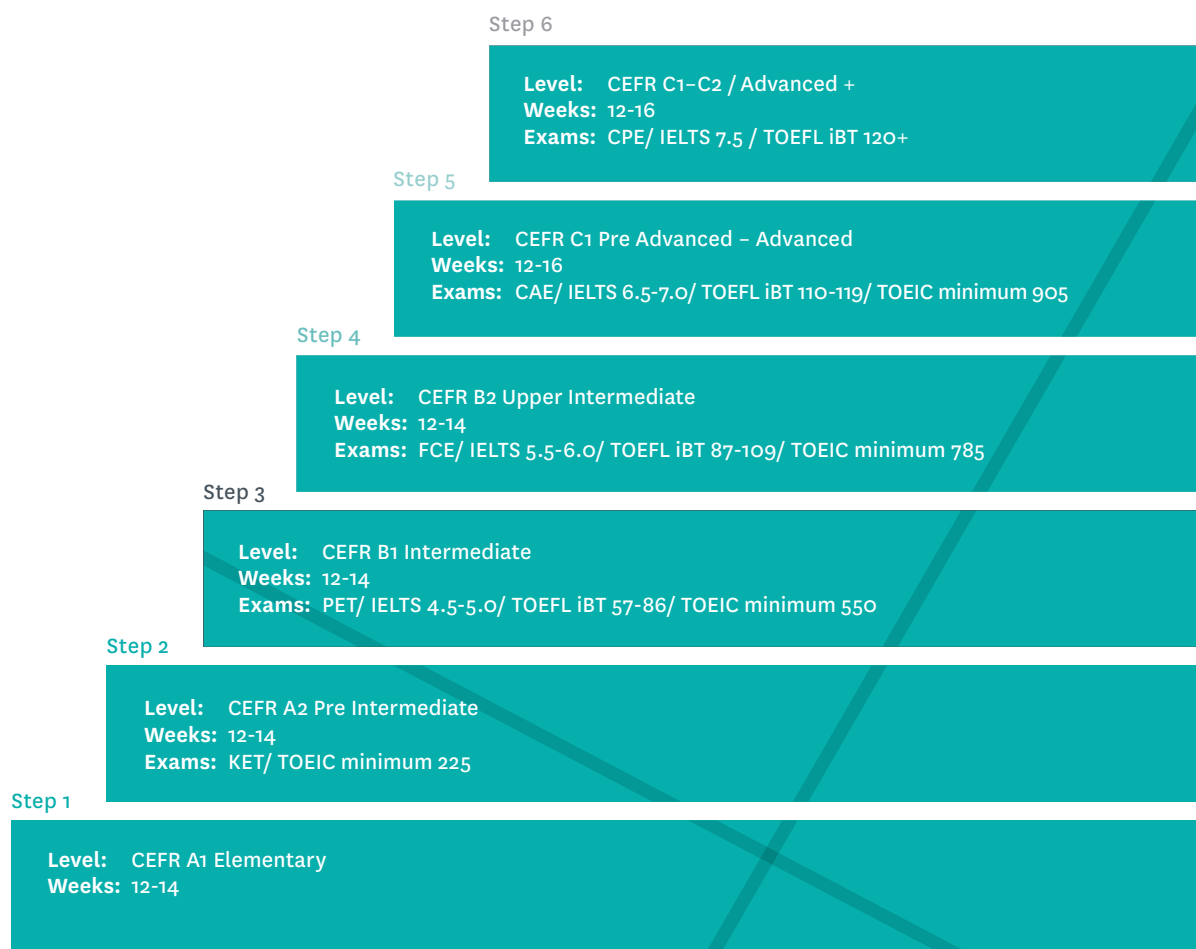 Step 6
Level: CEFR C1–C2 / Advanced +
Weeks: 12-16
Exams: CPE/ IELTS 7.5 / TOEFL iBT 120+
Step 5
Level: CEFR C1 Pre Advanced – Advanced
Weeks: 12-16
Exams: CAE/ IELTS 6.5-7.0/ TOEFL iBT 110-119/ TOEIC minimum 905
Step 4
Level: CEFR B2 Upper Intermediate
Weeks: 12-14
Exams: FCE/ IELTS 5.5-6.0/ TOEFL iBT 87-109/ TOEIC minimum 785
Step 3
Level: CEFR B1 Intermediate
Weeks: 12-14
Exams: PET/ IELTS 4.5-5.0/ TOEFL iBT 57-86/ TOEIC minimum 550
Step 2
Level: CEFR A2 Pre Intermediate
Weeks: 12-14
Exams: KET/ TOEIC minimum 225
Step 1
Level: CEFR A1 Elementary
Weeks: 12-14